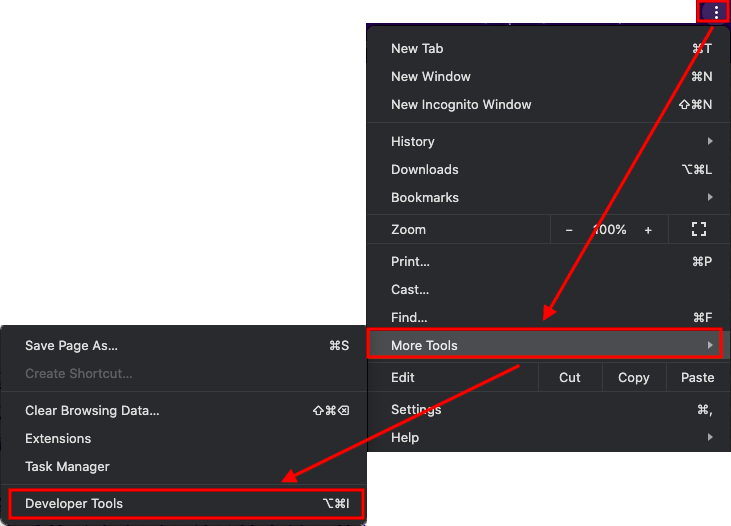 New Tab ⌘T
New Window ⌘N
New Incognito Window ⇧⌘N
History
Downloads ⌥⌘L
Bookmarks
Zoom − 100% +
Print... ⌘P
Cast...
Find... ⌘F
More Tools
Edit Cut Copy Paste
Settings ⌘,
Help
Save Page As... ⌘S
Create Shortcut...
Clear Browsing Data... ⇧⌘⌫
Extensions
Task Manager
Developer Tools ⌥⌘I